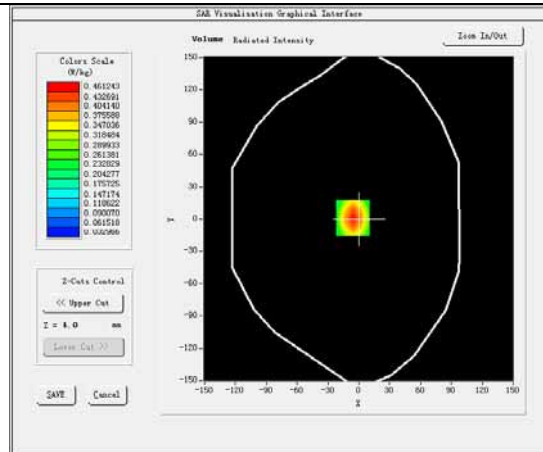 SAR Visualisation Graphical Interface
Volume Radiated Intensity
Zoom In/Out
Colors Scale
(W/kg)
0.461243
0.432691
0.404140
0.375588
0.347036
0.318484
0.289933
0.261381
0.232829
0.204277
0.175725
0.147174
0.118622
0.090070
0.061518
0.032966
150
120
90
60
30
0
-30
-60
-90
-120
-150
Y
-150 -120 -90 -60 -30 0 30 60 90 120 150
X
Z-Cuts Control
<< Upper Cut
Z = 4.0 mm
Lower Cut >>
SAVE Cancel